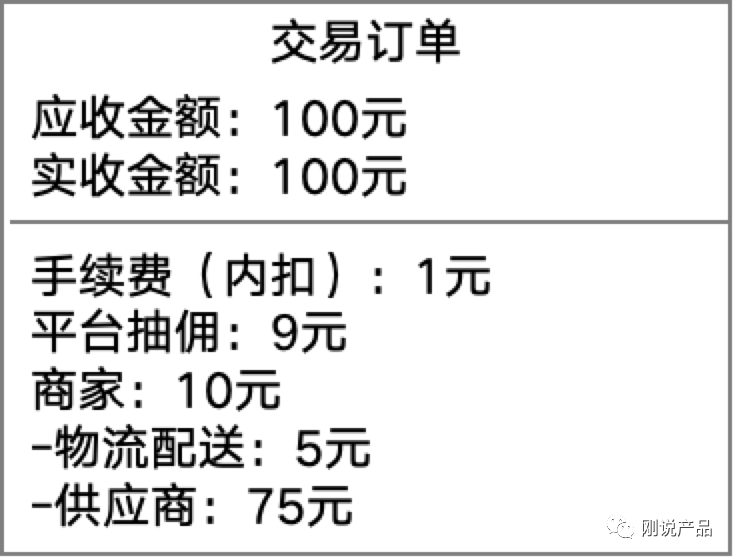 交易订单
应收金额：100元
实收金额：100元
手续费（内扣）：1元
平台抽佣：9元
商家：10元
-物流配送：5元
-供应商：75元
刚说产品